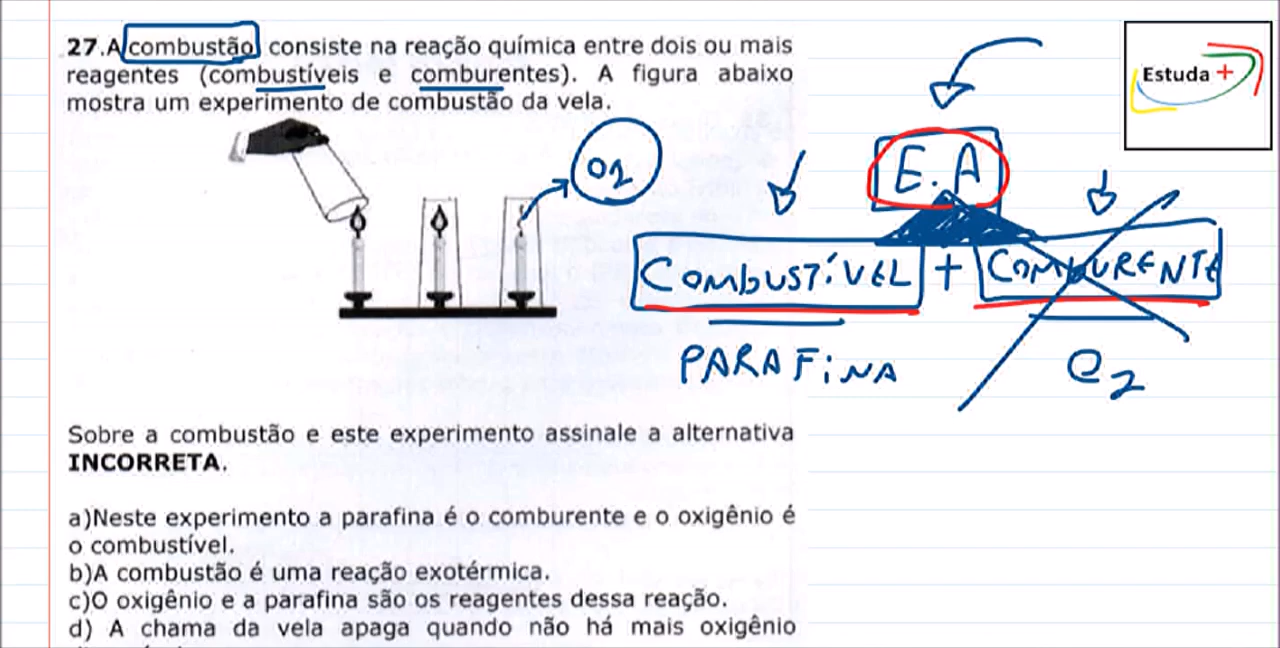 27.A combustão consiste na reação química entre dois ou mais
reagentes (combustíveis e comburentes). A figura abaixo
mostra um experimento de combustão da vela.
O2
E.A
COMBUSTÍVEL + COMBURENTE
PARAFINA
O2
Estuda +
Sobre a combustão e este experimento assinale a alternativa
INCORRETA.
a)Neste experimento a parafina é o comburente e o oxigênio é
o combustível.
b)A combustão é uma reação exotérmica.
c)O oxigênio e a parafina são os reagentes dessa reação.
d) A chama da vela apaga quando não há mais oxigênio